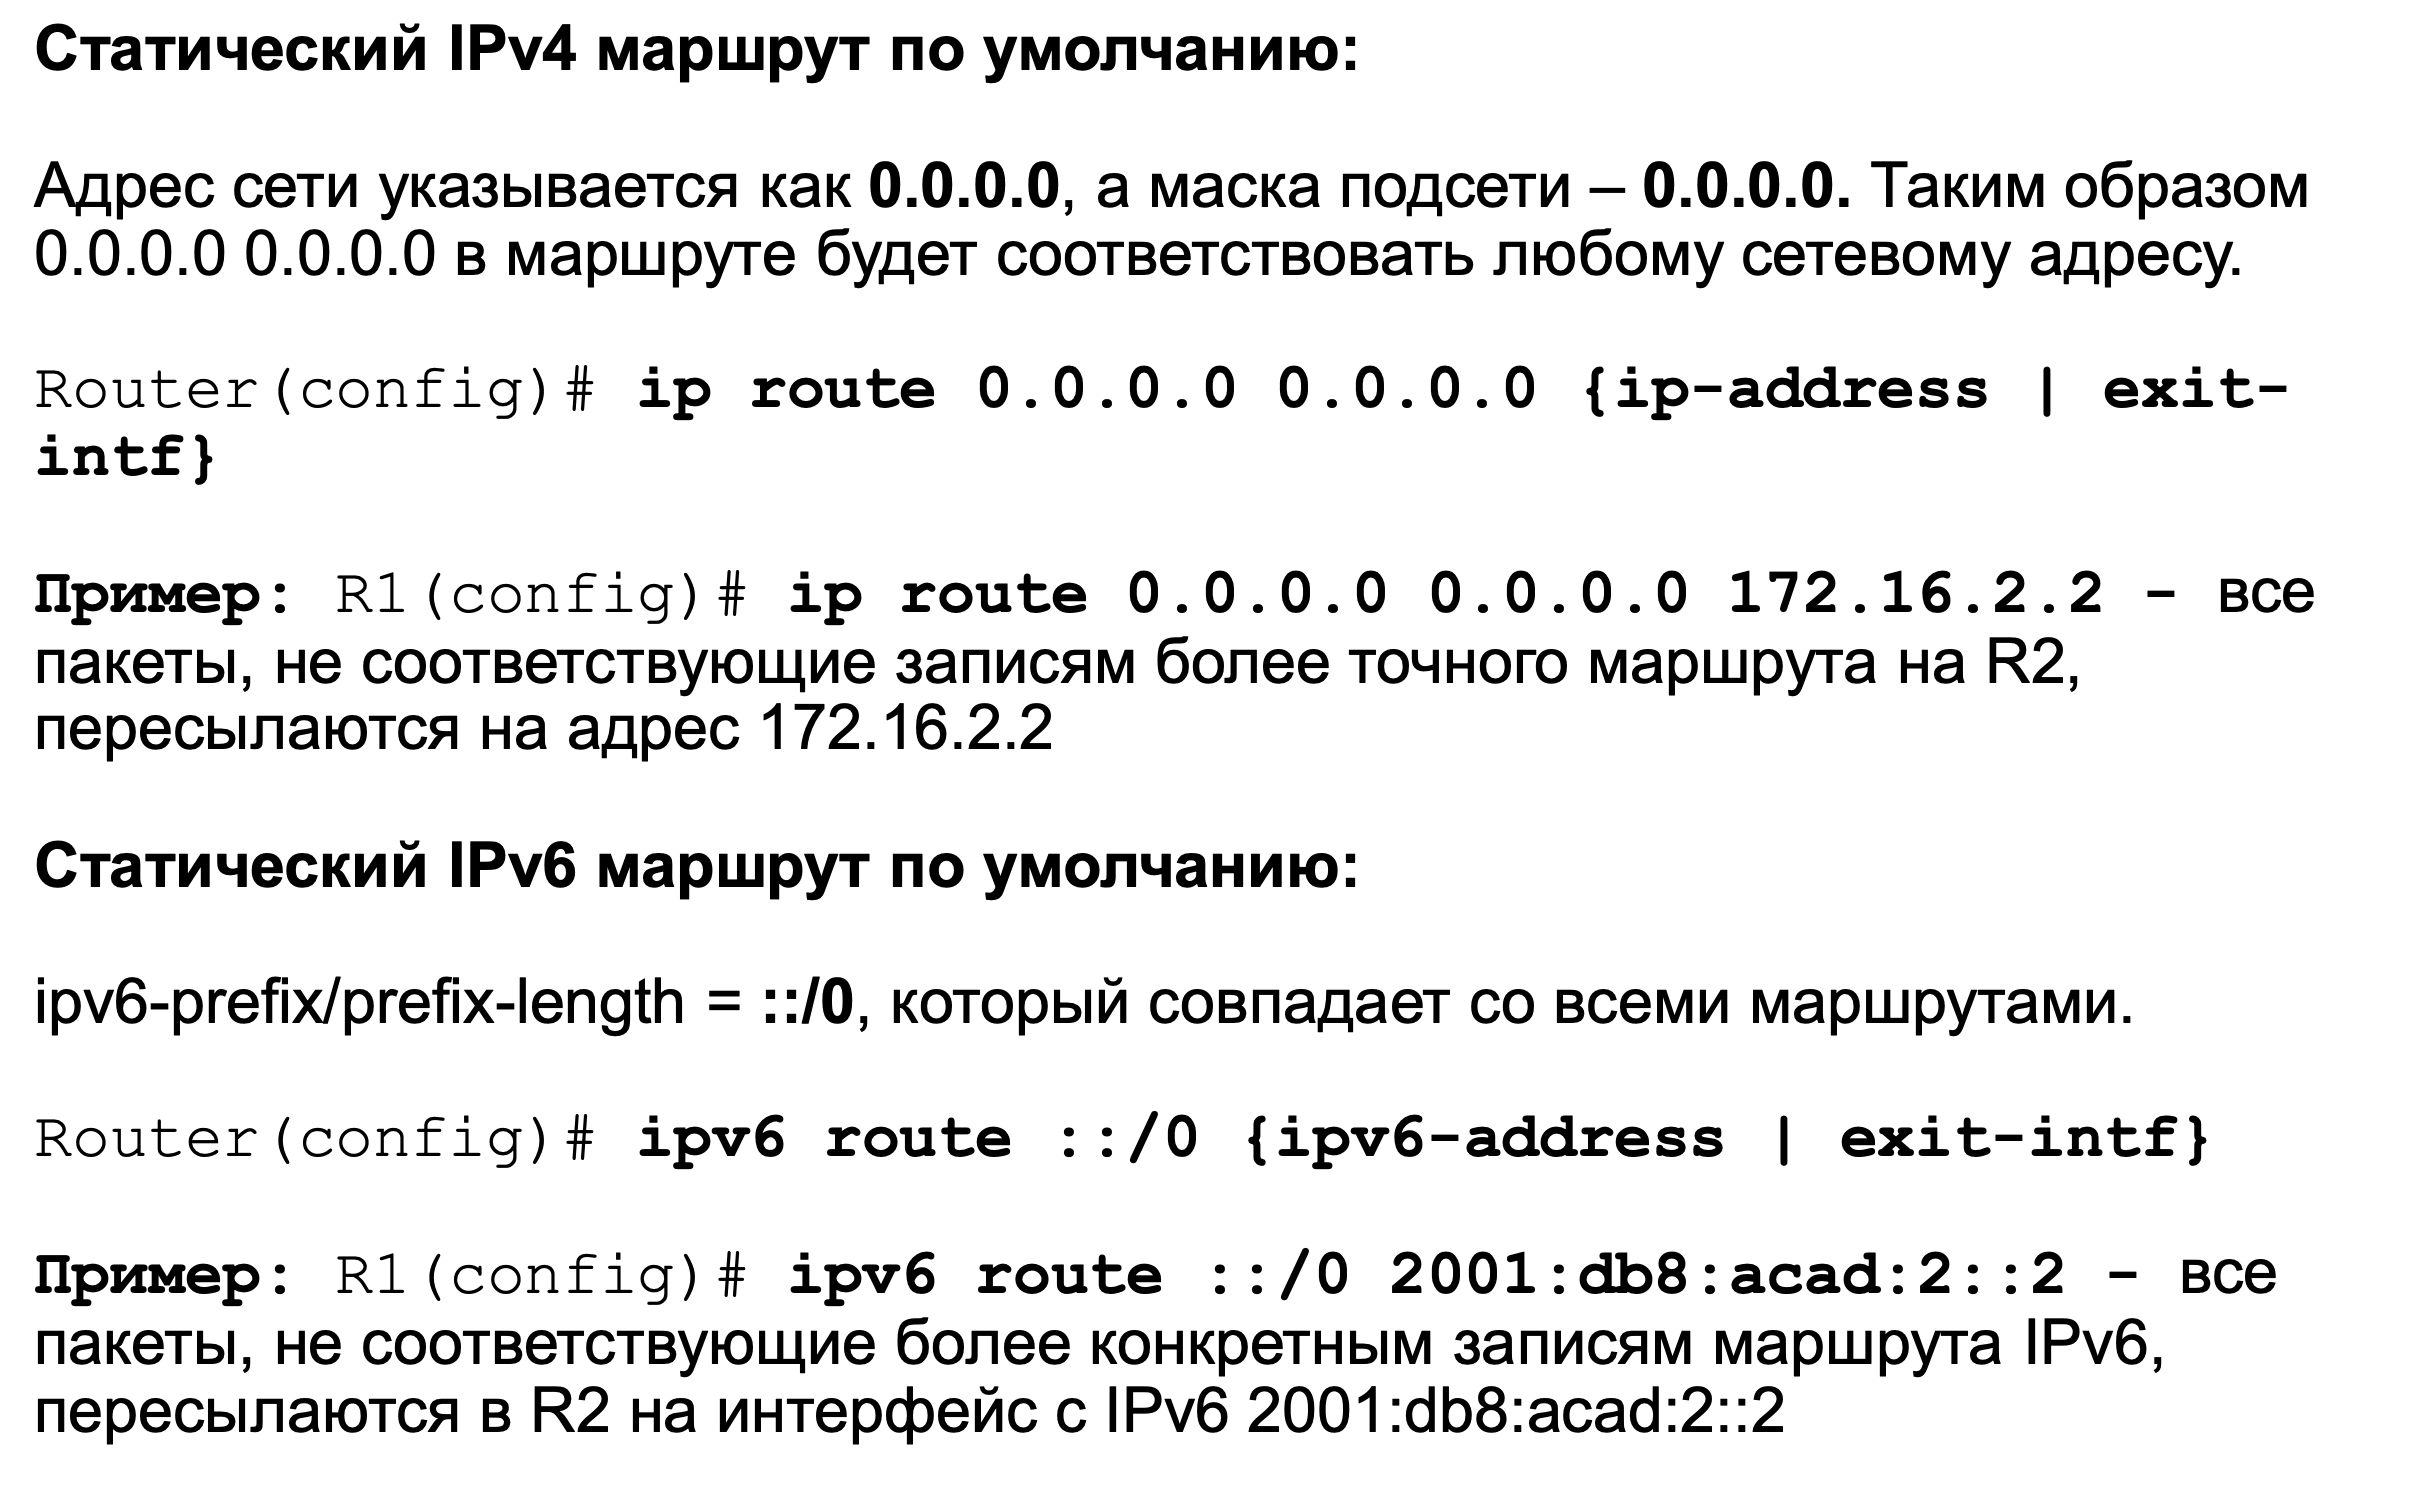 Статический IPv4 маршрут по умолчанию:
Адрес сети указывается как 0.0.0.0, а маска подсети – 0.0.0.0. Таким образом
0.0.0.0 0.0.0.0 в маршруте будет соответствовать любому сетевому адресу.
Router(config)# ip route 0.0.0.0 0.0.0.0 {ip-address | exit-
intf}
Пример: R1(config)# ip route 0.0.0.0 0.0.0.0 172.16.2.2 – все
пакеты, не соответствующие записям более точного маршрута на R2,
пересылаются на адрес 172.16.2.2
Статический IPv6 маршрут по умолчанию:
ipv6-prefix/prefix-length = ::/0, который совпадает со всеми маршрутами.
Router(config)# ipv6 route ::/0 {ipv6-address | exit-intf}
Пример: R1(config)# ipv6 route ::/0 2001:db8:acad:2::2 – все
пакеты, не соответствующие более конкретным записям маршрута IPv6,
пересылаются в R2 на интерфейс с IPv6 2001:db8:acad:2::2